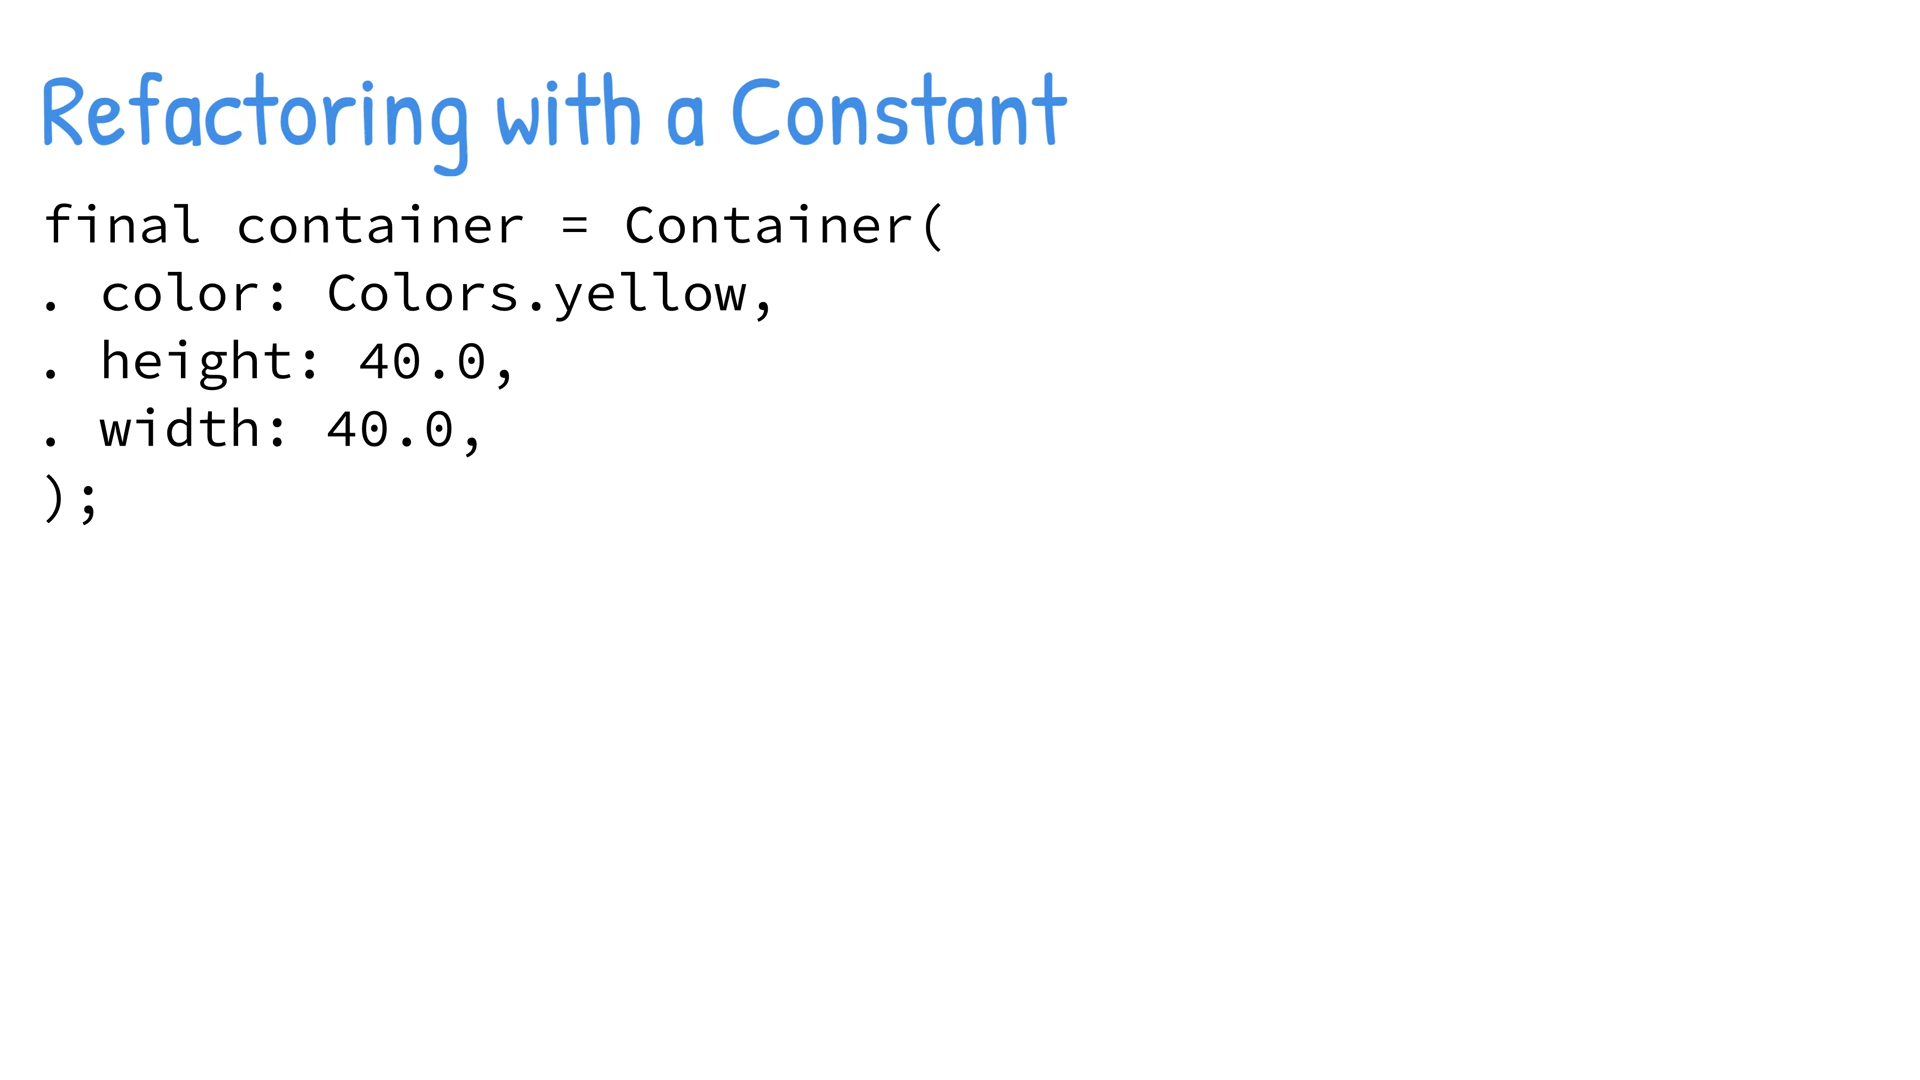 Refactoring with a Constant
final container = Container(
. color: Colors.yellow,
. height: 40.0,
. width: 40.0,
);